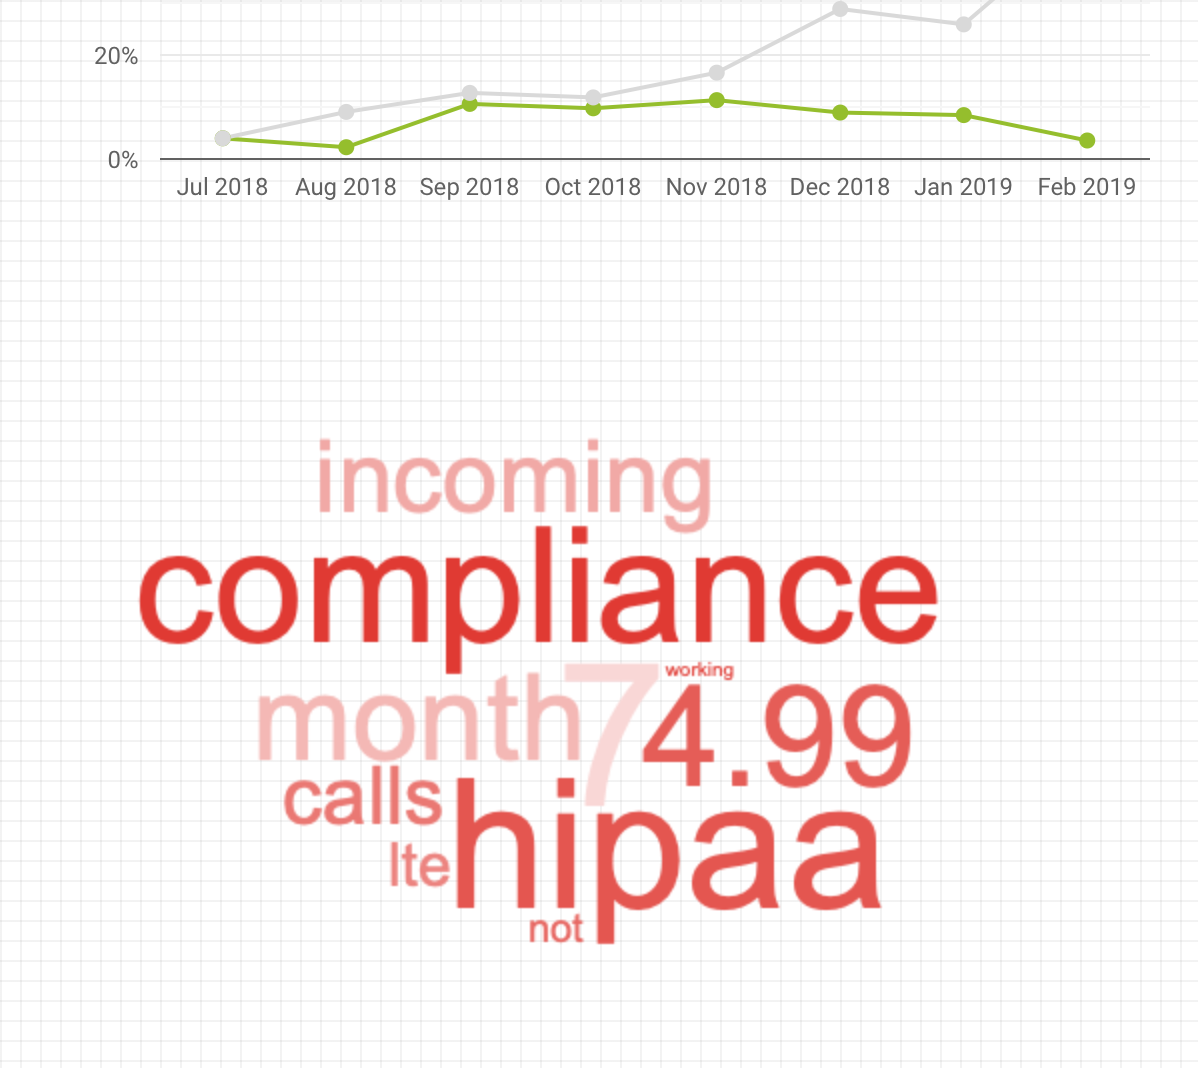 20%
0%
Jul 2018 Aug 2018 Sep 2018 Oct 2018 Nov 2018 Dec 2018 Jan 2019 Feb 2019
incoming
compliance
working
month 7 4.99
calls
hipaa
lte
not